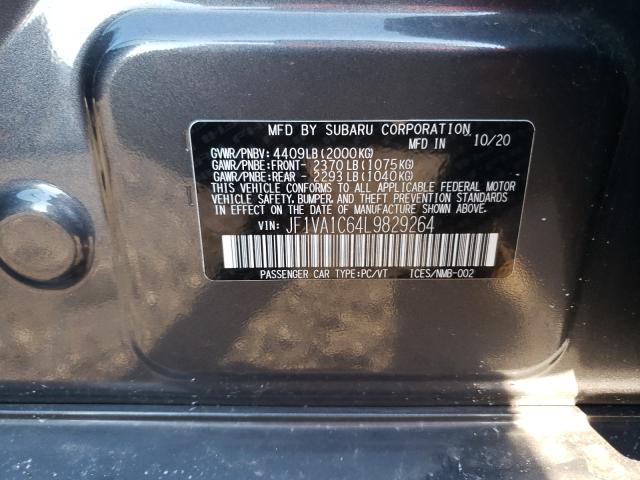 MFD BY SUBARU CORPORATION
MFD IN 10/20
GVWR/PNBV: 4409LB(2000KG)
GAWR/PNBE:FRONT- 2370LB(1075KG)
GAWR/PNBE:REAR - 2293LB(1040KG)
THIS VEHICLE CONFORMS TO ALL APPLICABLE FEDERAL MOTOR
VEHICLE SAFETY, BUMPER, AND THEFT PREVENTION STANDARDS
IN EFFECT ON THE DATE OF MANUFACTURE SHOWN ABOVE.
VIN: JF1VA1C64L9829264
PASSENGER CAR TYPE:PC/VT ICES/NMB-002